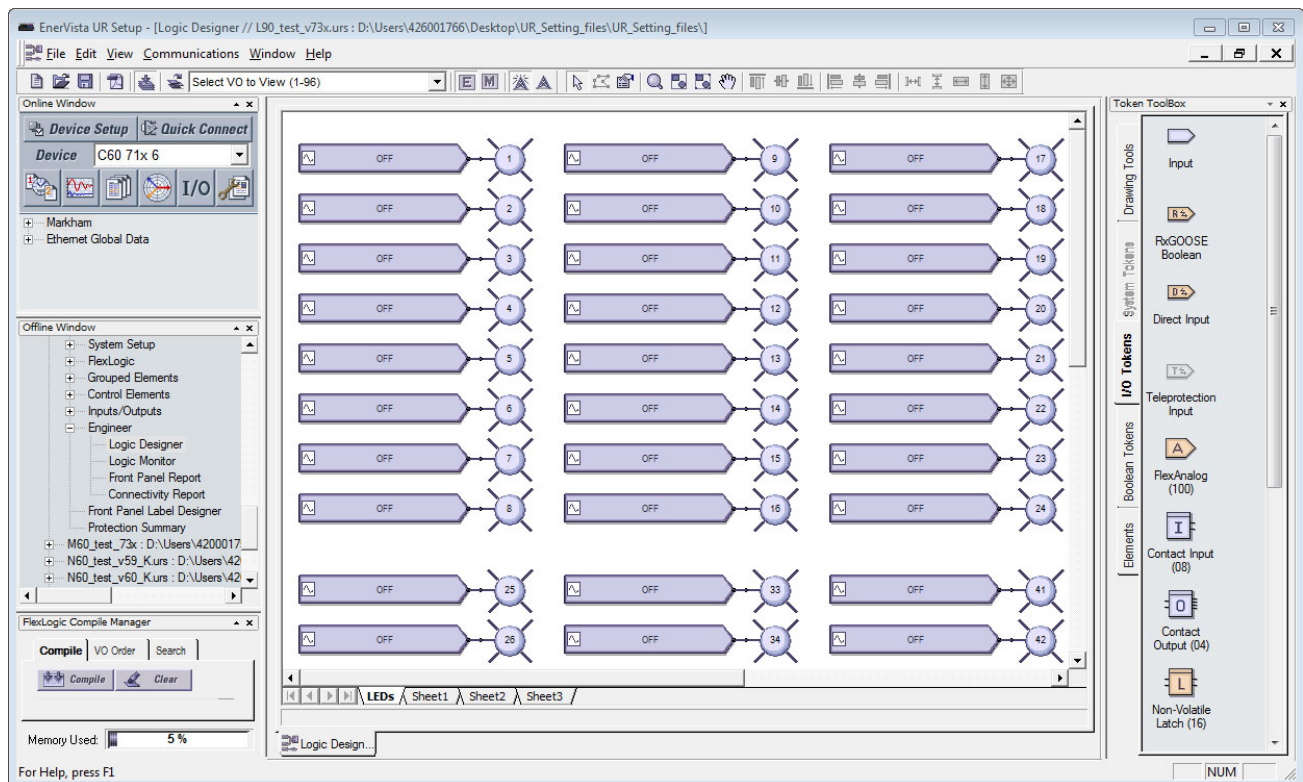 EnerVista UR Setup - [Logic Designer // L90_test_v73x.urs : D:\Users\426001766\Desktop\UR_Setting_files\UR_Setting_files\]
File Edit View Communications Window Help
Select VO to View (1-96)
E M
Online Window
Device Setup Quick Connect
Device C60 71x 6
I/O
Markham
Ethernet Global Data
Offline Window
System Setup
FlexLogic
Grouped Elements
Control Elements
Inputs/Outputs
Engineer
Logic Designer
Logic Monitor
Front Panel Report
Connectivity Report
Front Panel Label Designer
Protection Summary
M60_test_73x : D:\Users\4200017
N60_test_v59_K.urs : D:\Users\42
N60_test_v60_K.urs : D:\Users\42
FlexLogic Compile Manager
Compile VO Order Search
Compile Clear
Memory Used: 5 %
OFF 1 OFF 9 OFF 17
OFF 2 OFF 10 OFF 18
OFF 3 OFF 11 OFF 19
OFF 4 OFF 12 OFF 20
OFF 5 OFF 13 OFF 21
OFF 6 OFF 14 OFF 22
OFF 7 OFF 15 OFF 23
OFF 8 OFF 16 OFF 24
OFF 25 OFF 33 OFF 41
OFF 26 OFF 34 OFF 42
LEDs Sheet1 Sheet2 Sheet3
Logic Design...
Token ToolBox
Drawing Tools
System Tokens
I/O Tokens
Boolean Tokens
Elements
Input
R
RxGOOSE
Boolean
D
Direct Input
T
Teleprotection
Input
A
FlexAnalog
(100)
I
Contact Input
(08)
O
Contact
Output (04)
L
Non-Volatile
Latch (16)
For Help, press F1
NUM